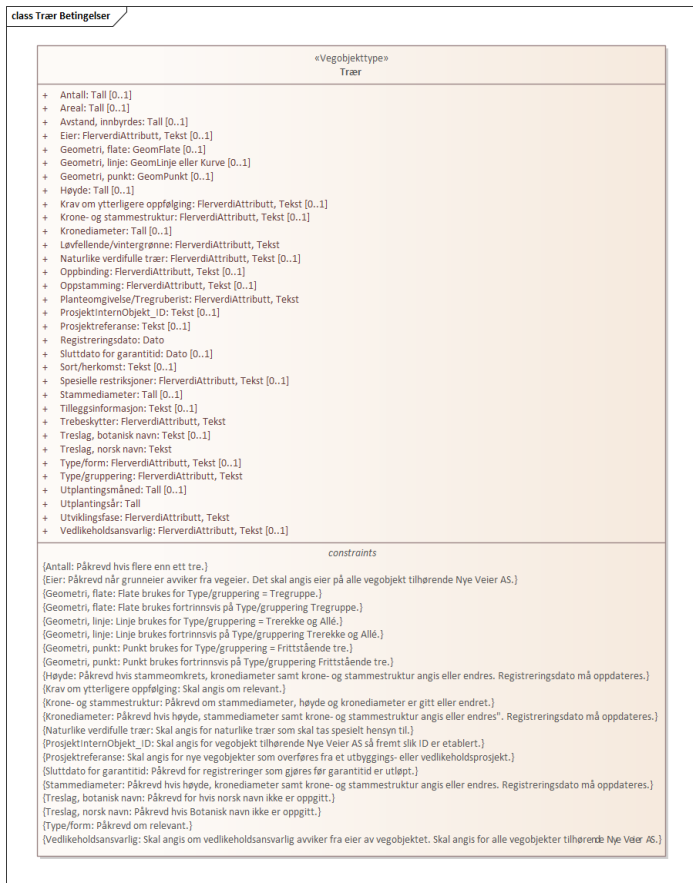 class Trær Betingelser
«Vegobjekttype»
Trær
+ Antall: Tall [0..1]
+ Areal: Tall [0..1]
+ Avstand, innbyrdes: Tall [0..1]
+ Eier: FlerverdiAttributt, Tekst [0..1]
+ Geometri, flate: GeomFlate [0..1]
+ Geometri, linje: GeomLinje eller Kurve [0..1]
+ Geometri, punkt: GeomPunkt [0..1]
+ Høyde: Tall [0..1]
+ Krav om ytterligere oppfølging: FlerverdiAttributt, Tekst [0..1]
+ Krone- og stammestruktur: FlerverdiAttributt, Tekst [0..1]
+ Kronediameter: Tall [0..1]
+ Løvfellende/vintergrønne: FlerverdiAttributt, Tekst
+ Naturlike verdifulle trær: FlerverdiAttributt, Tekst [0..1]
+ Oppbinding: FlerverdiAttributt, Tekst [0..1]
+ Oppstamming: FlerverdiAttributt, Tekst [0..1]
+ Planteomgivelse/Tregruberist: FlerverdiAttributt, Tekst
+ ProsjektInternObjekt_ID: Tekst [0..1]
+ Prosjektreferanse: Tekst [0..1]
+ Registreringsdato: Dato
+ Sluttdato for garantitid: Dato [0..1]
+ Sort/herkomst: Tekst [0..1]
+ Spesielle restriksjoner: FlerverdiAttributt, Tekst [0..1]
+ Stammediameter: Tall [0..1]
+ Tilleggsinformasjon: Tekst [0..1]
+ Trebeskytter: FlerverdiAttributt, Tekst
+ Treslag, botanisk navn: Tekst [0..1]
+ Treslag, norsk navn: Tekst
+ Type/form: FlerverdiAttributt, Tekst [0..1]
+ Type/gruppering: FlerverdiAttributt, Tekst
+ Utplantingsmåned: Tall [0..1]
+ Utplantingsår: Tall
+ Utviklingsfase: FlerverdiAttributt, Tekst
+ Vedlikeholdsansvarlig: FlerverdiAttributt, Tekst [0..1]
constraints
{Antall: Påkrevd hvis flere enn ett tre.}
{Eier: Påkrevd når grunneier avviker fra vegeier. Det skal angis eier på alle vegobjekt tilhørende Nye Veier AS.}
{Geometri, flate: Flate brukes for Type/gruppering = Tregruppe.}
{Geometri, flate: Flate brukes fortrinnsvis på Type/gruppering Tregruppe.}
{Geometri, linje: Linje brukes for Type/gruppering = Trerekke og Allé.}
{Geometri, linje: Linje brukes fortornnsvis på Type/gruppering Trerekke og Allé.}
{Geometri, punkt: Punkt brukes for Type/gruppering = Frittstående tre.}
{Geometri, punkt: Punkt brukes fortrinnsvis på Type/gruppering Frittstående tre.}
{Høyde: Påkrevd hvis stammeomkrets, kronediameter samt krone- og stammestruktur angis eller endres. Registreringsdato må oppdateres.}
{Krav om ytterligere oppfølging: Skal angis om relevant.}
{Krone- og stammestruktur: Påkrevd om stammediameter, høyde og kronediameter er gitt eller endret.}
{Kronediameter: Påkrevd hvis høyde, stammediameter samt krone- og stammestruktur angis eller endres". Registreringsdato må oppdateres.}
{Naturlike verdifulle trær: Skal angis for naturlike trær som skal tas spesielt hensyn til.}
{ProsjektInternObjekt_ID: Skal angis for vegobjekt tilhørende Nye Veier AS så fremt slik ID er etablert.}
{Prosjektreferanse: Skal angis for nye vegobjekter som overføres fra et utbyggings- eller vedlikeholdsprosjekt.}
{Sluttdato for garantitid: Påkrevd for registreringer som gjøres før garantitid er utløpt.}
{Stammediameter: Påkrevd hvis høyde, kronediameter samt krone- og stammestruktur angis eller endres. Registreringsdato må oppdateres.}
{Treslag, botanisk navn: Påkrevd for hvis norsk navn ikke er oppgitt.}
{Treslag, norsk navn: Påkrevd hvis Botanisk navn ikke er oppgitt.}
{Type/form: Påkrevd om relevant.}
{Vedlikeholdsansvarlig: Skal angis om vedlikeholdsansvarlig avviker fra eier av vegobjektet. Skal angis for alle vegobjekter tilhørende Nye Veier AS.}